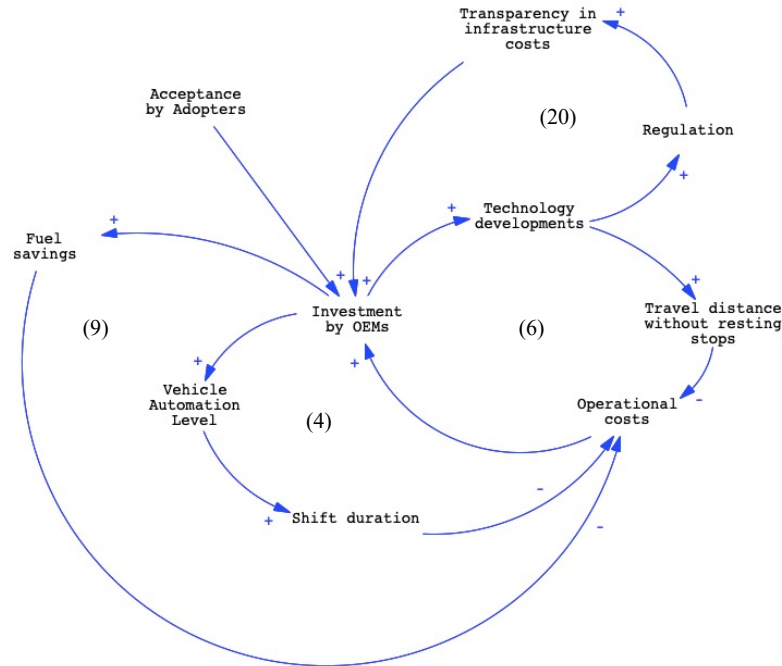 Transparency in
infrastructure
costs
+
Acceptance
by Adopters
(20)
Regulation
+
+
Technology
developments
+
Fuel
savings
+
+
+
+
Investment
by OEMs
Travel distance
without resting
stops
(9)
(6)
+
+
Vehicle
Automation
Level
-
Operational
costs
(4)
-
+
Shift duration
-